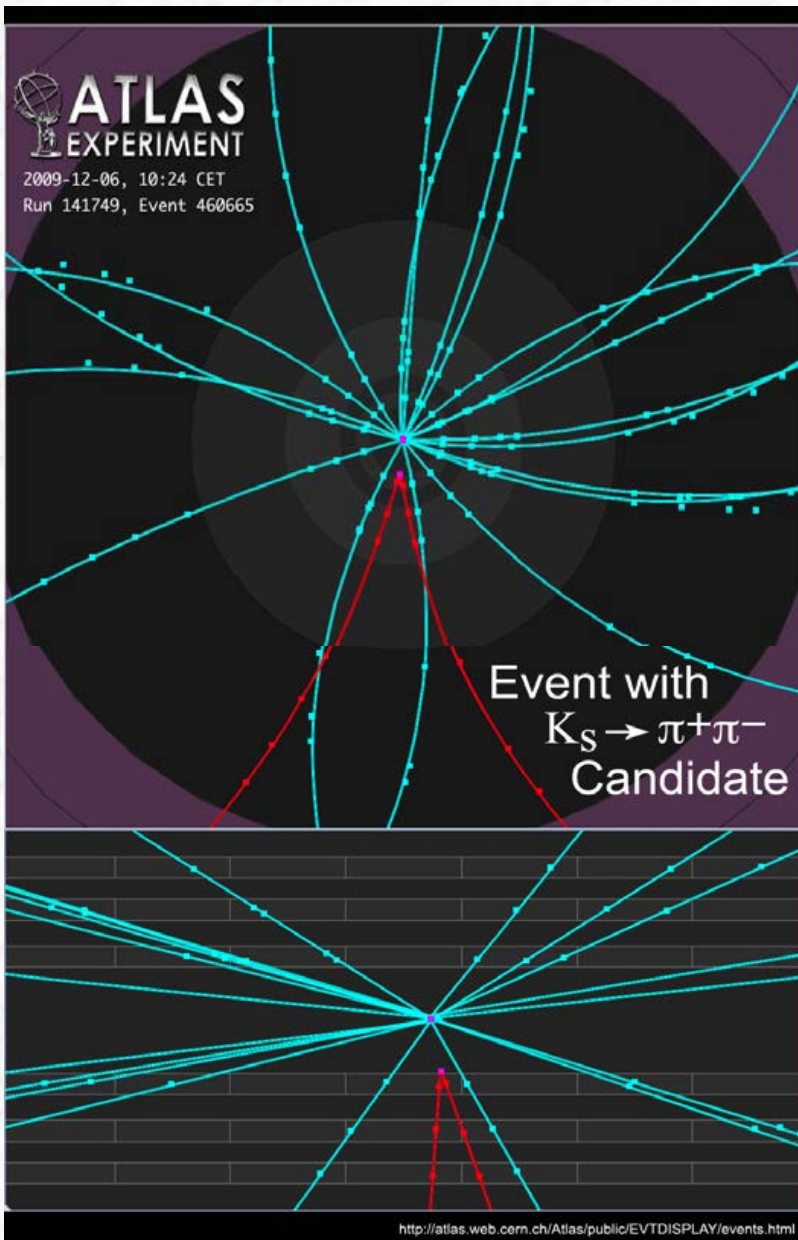 ATLAS
EXPERIMENT
2009-12-06, 10:24 CET
Run 141749, Event 460665
Event with
K_S → π⁺π⁻
Candidate
http://atlas.web.cern.ch/Atlas/public/EVTDISPLAY/events.html